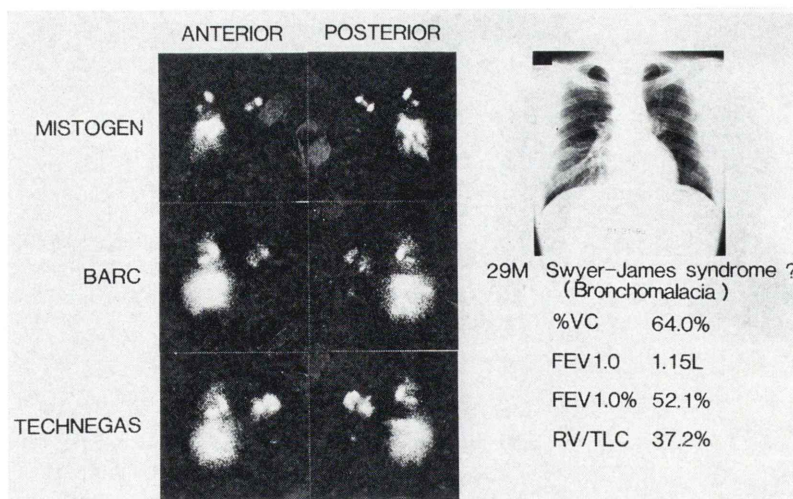 ANTERIOR POSTERIOR
MISTOGEN
BARC
TECHNEGAS
29M Swyer-James syndrome ?
(Bronchomalacia)
%VC 64.0%
FEV1.0 1.15L
FEV1.0% 52.1%
RV/TLC 37.2%